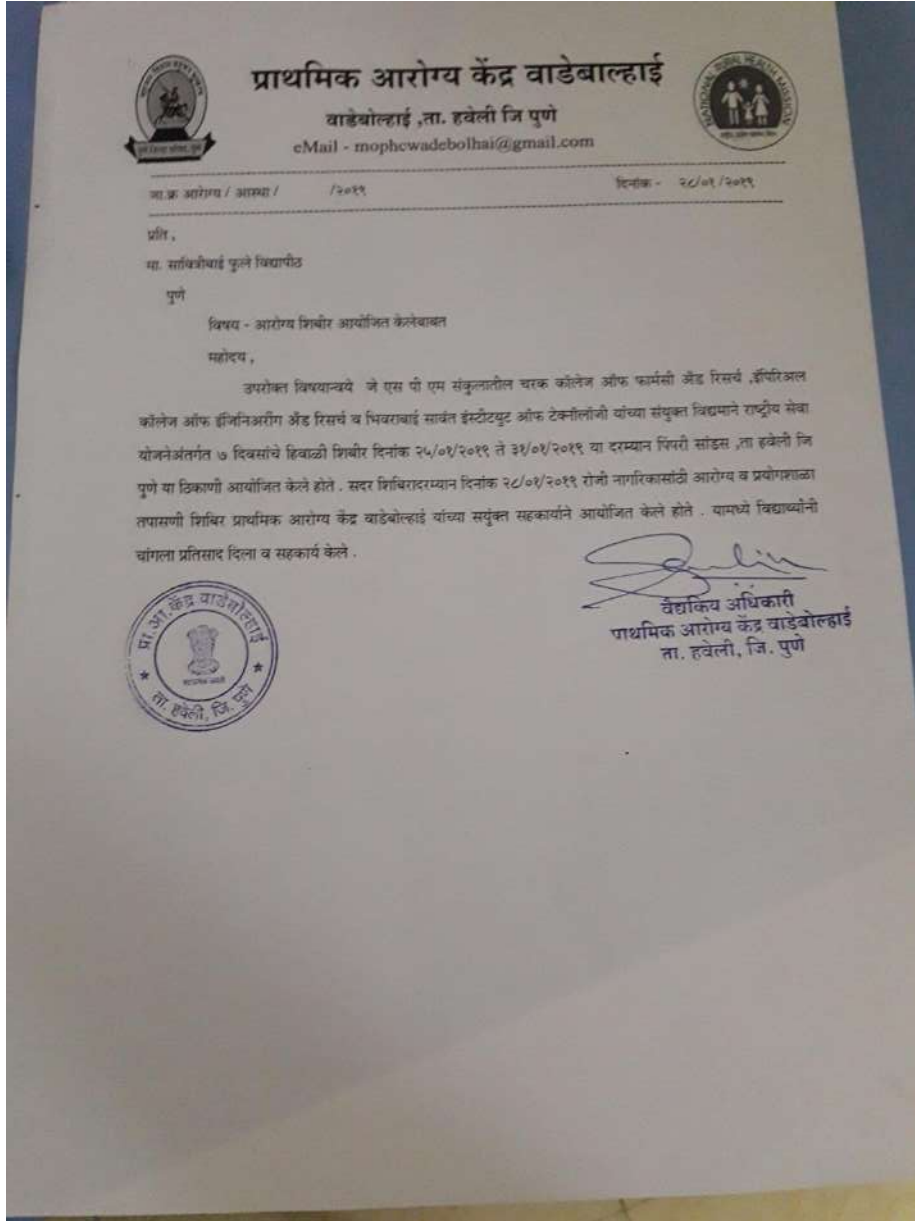 प्राथमिक आरोग्य केंद्र वाडेबाल्हाई
वाडेबोल्हाई ,ता. हवेली जि पुणे
eMail - mophcwadebolhai@gmail.com
NATIONAL RURAL HEALTH MISSION
जा.क्र आरोग्य / आस्था / /२०१९ दिनांक - २८/०१/२०१९
प्रति ,
मा. सावित्रीबाई फुले विद्यापीठ
पुणे
विषय - आरोग्य शिबीर आयोजित केलेबाबत
महोदय ,
उपरोक्त विषयान्वये जे एस पी एम संकुलातील चरक कॉलेज ऑफ फार्मसी अँड रिसर्च ,इंपिरिअल
कॉलेज ऑफ इंजिनिअरींग अँड रिसर्च व भिवराबाई सावंत इंस्टीटयुट ऑफ टेक्नॉलॉजी यांच्या संयुक्त विद्यमाने राष्ट्रीय सेवा
योजनेअंतर्गत ७ दिवसांचे हिवाळी शिबीर दिनांक २५/०१/२०१९ ते ३१/०१/२०१९ या दरम्यान पिंपरी सांडस ,ता हवेली जि
पुणे या ठिकाणी आयोजित केले होते . सदर शिबिरादरम्यान दिनांक २८/०१/२०१९ रोजी नागरिकासांठी आरोग्य व प्रयोगशाळा
तपासणी शिबिर प्राथमिक आरोग्य केंद्र वाडेबोल्हाई यांच्या सयुंक्त सहकार्याने आयोजित केले होते . यामध्ये विद्यार्थ्यांनी
चांगला प्रतिसाद दिला व सहकार्य केले .
वैद्यकिय अधिकारी
पाथमिक आरोग्य केंद्र वाडेबोल्हाई
ता. हवेली, जि. पुणे
प्रा.आ.केंद्र वाडेबोल्हाई
ता. हवेली, जि. पुणे